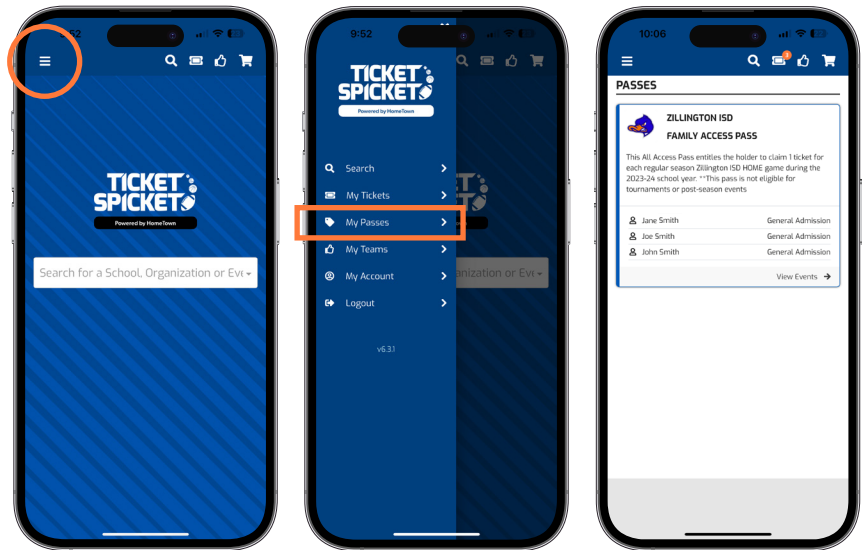 TICKET
SPICKET
Powered by HomeTown
Search for a School, Organization or Eve
9:52
TICKET
SPICKET
Powered by HomeTown
Search
My Tickets
My Passes
My Teams
My Account
Logout
v6.3.1
anization or Eve
10:06
3
PASSES
ZILLINGTON ISD
FAMILY ACCESS PASS
This All Access Pass entitles the holder to claim 1 ticket for
each regular season Zillington ISD HOME game during the
2023-24 school year. **This pass is not eligible for
tournaments or post-season events
Jane Smith General Admission
Joe Smith General Admission
John Smith General Admission
View Events